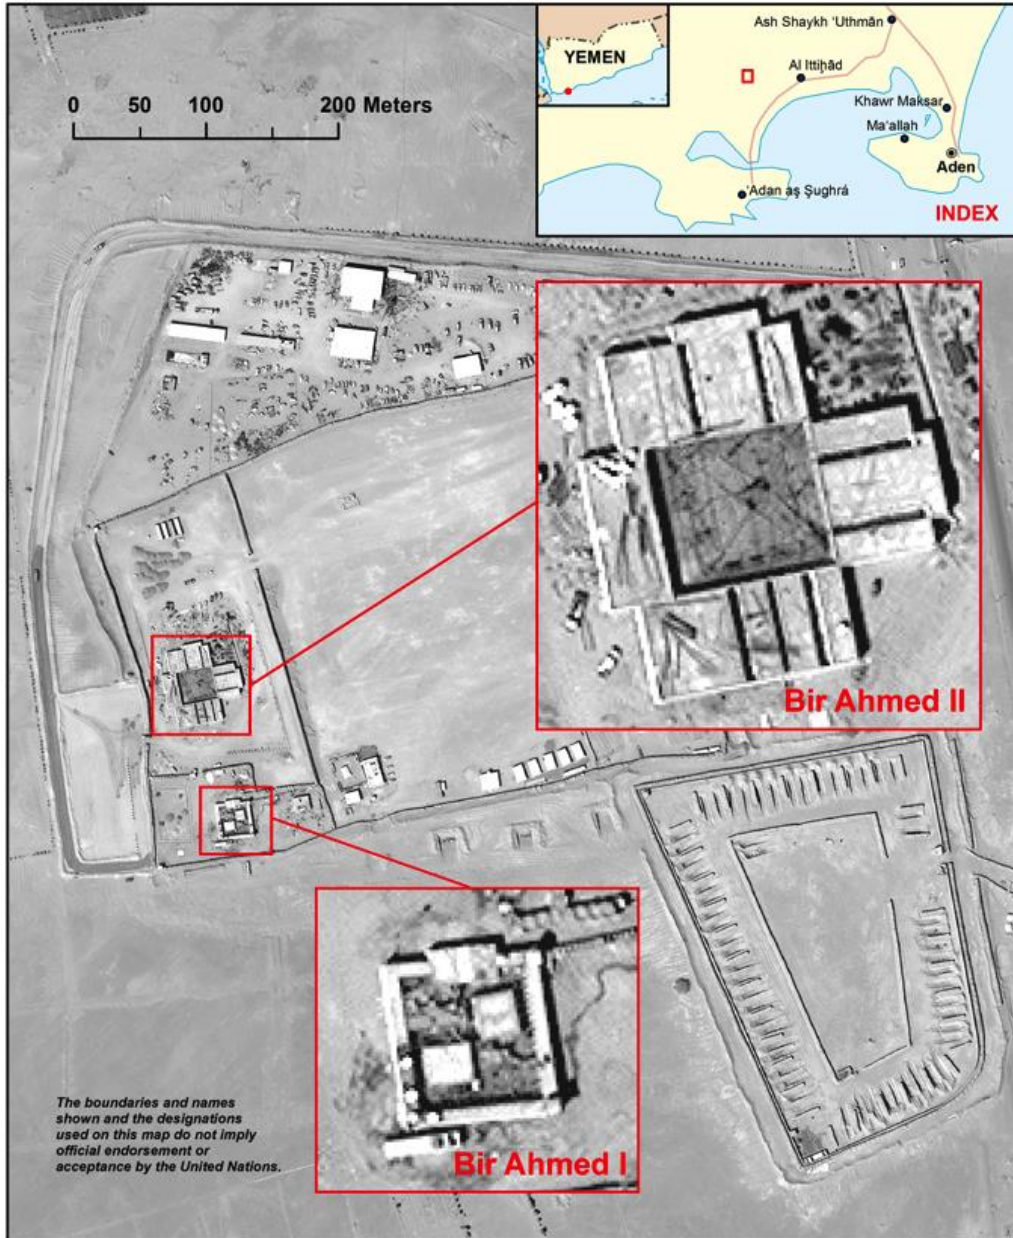 0 50 100 200 Meters
YEMEN
Ash Shaykh ‘Uthmān
Al Ittiḩād
Khawr Maksar
Ma‘allah
Aden
‘Adan aş Şughrá
INDEX
Bir Ahmed II
Bir Ahmed I
The boundaries and names
shown and the designations
used on this map do not imply
official endorsement or
acceptance by the United Nations.